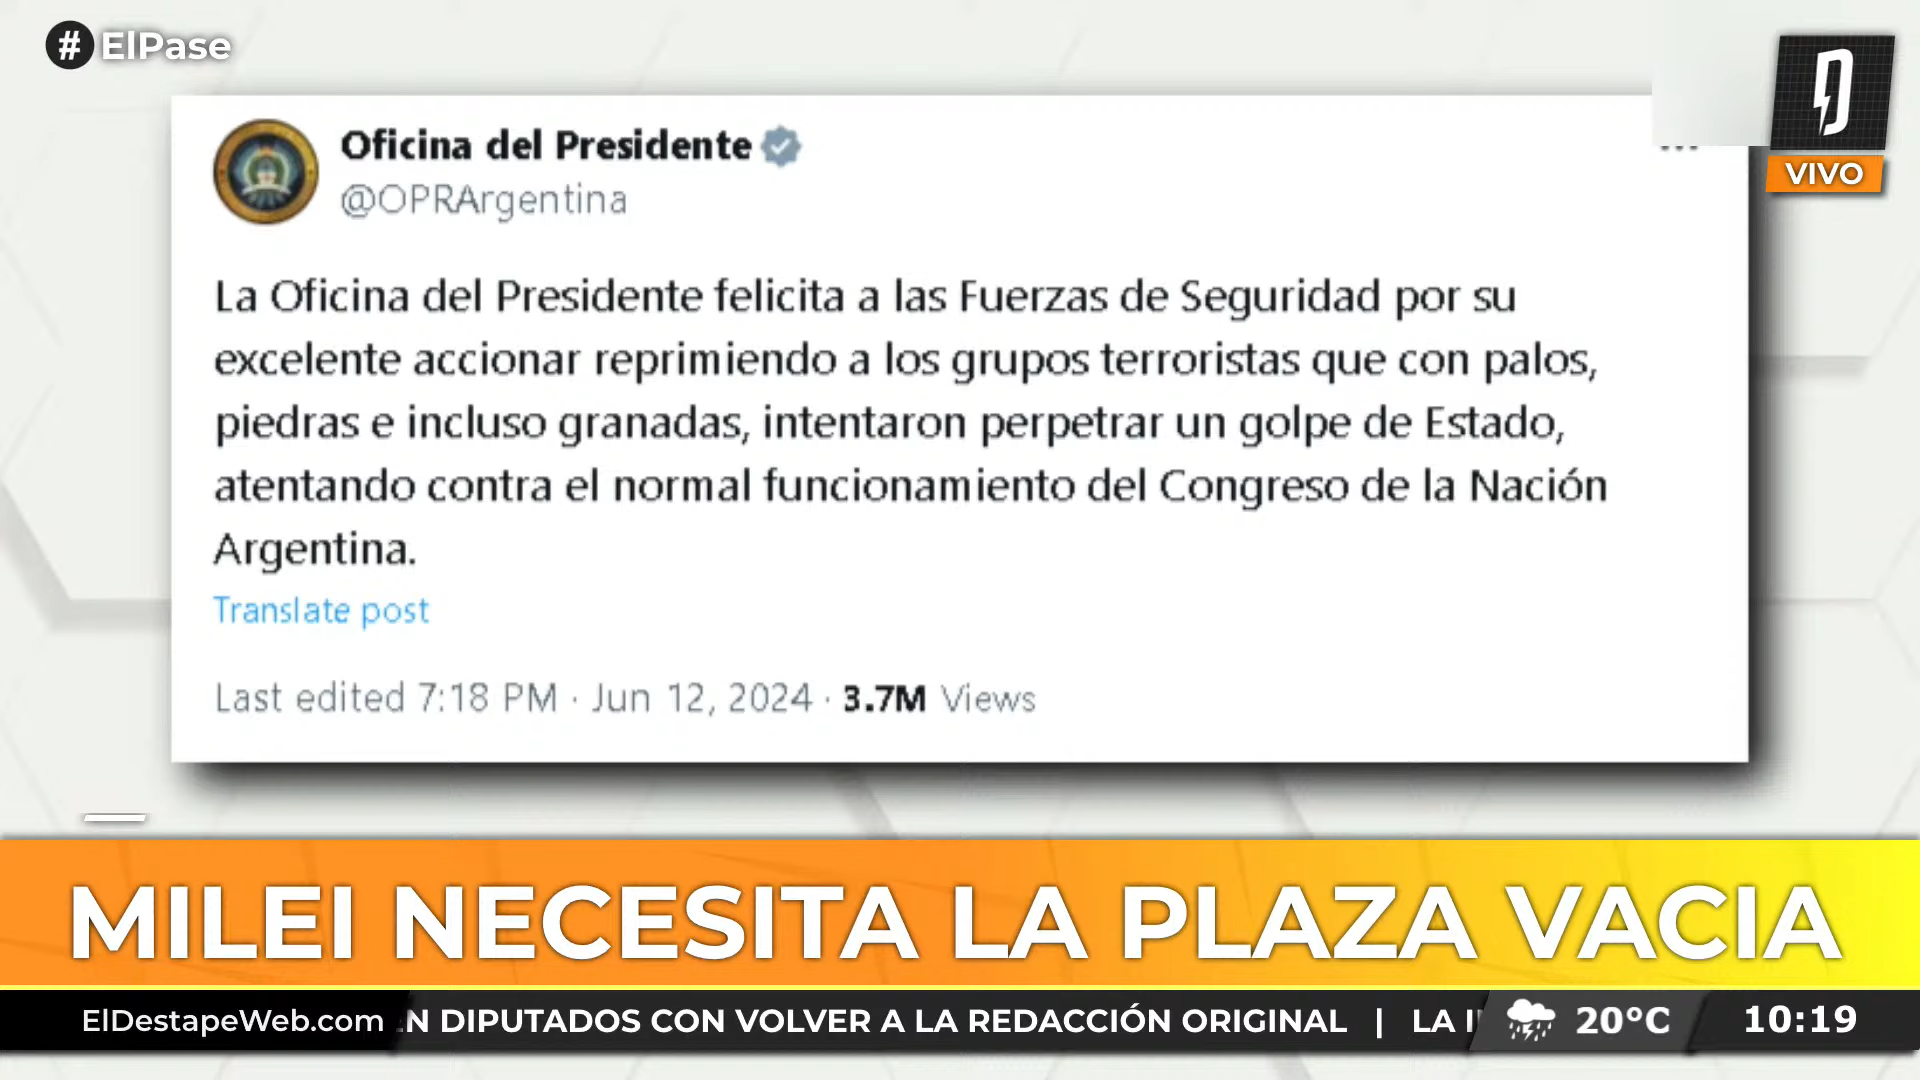 # ElPase
VIVO
Oficina del Presidente
@OPRArgentina
La Oficina del Presidente felicita a las Fuerzas de Seguridad por su
excelente accionar reprimiendo a los grupos terroristas que con palos,
piedras e incluso granadas, intentaron perpetrar un golpe de Estado,
atentando contra el normal funcionamiento del Congreso de la Nación
Argentina.
Translate post
Last edited 7:18 PM · Jun 12, 2024 · 3.7M Views
MILEI NECESITA LA PLAZA VACIA
ElDestapeWeb.com
N DIPUTADOS CON VOLVER A LA REDACCIÓN ORIGINAL | LA
20°C
10:19